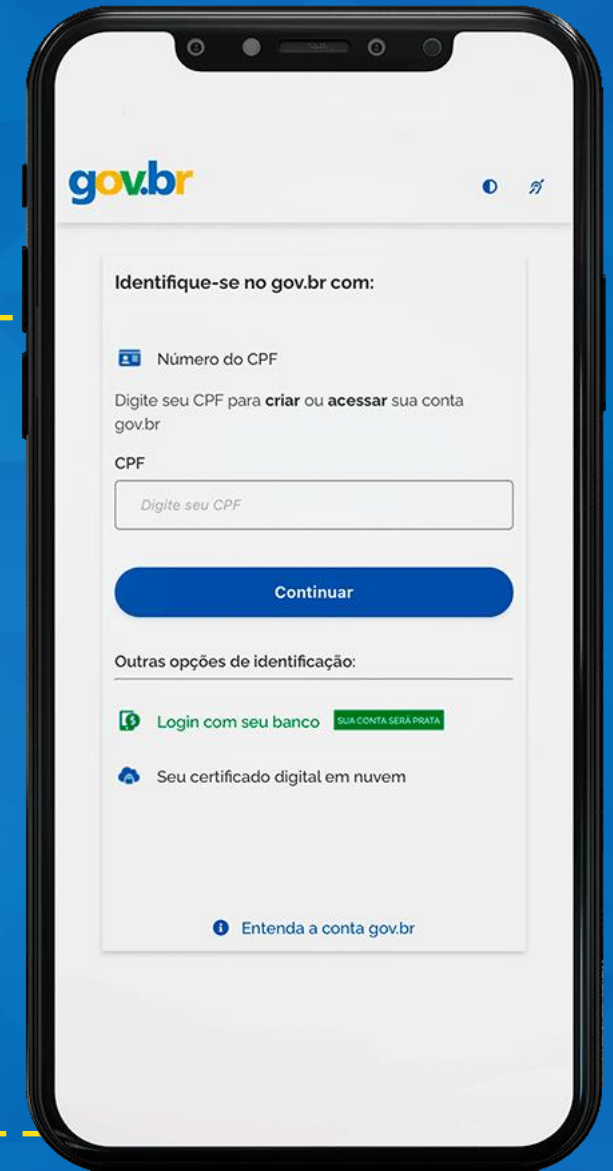 gov.br
Identifique-se no gov.br com:
Número do CPF
Digite seu CPF para criar ou acessar sua conta
gov.br
CPF
Digite seu CPF
Continuar
Outras opções de identificação:
Login com seu banco SUA CONTA SERÁ PRATA
Seu certificado digital em nuvem
Entenda a conta gov.br